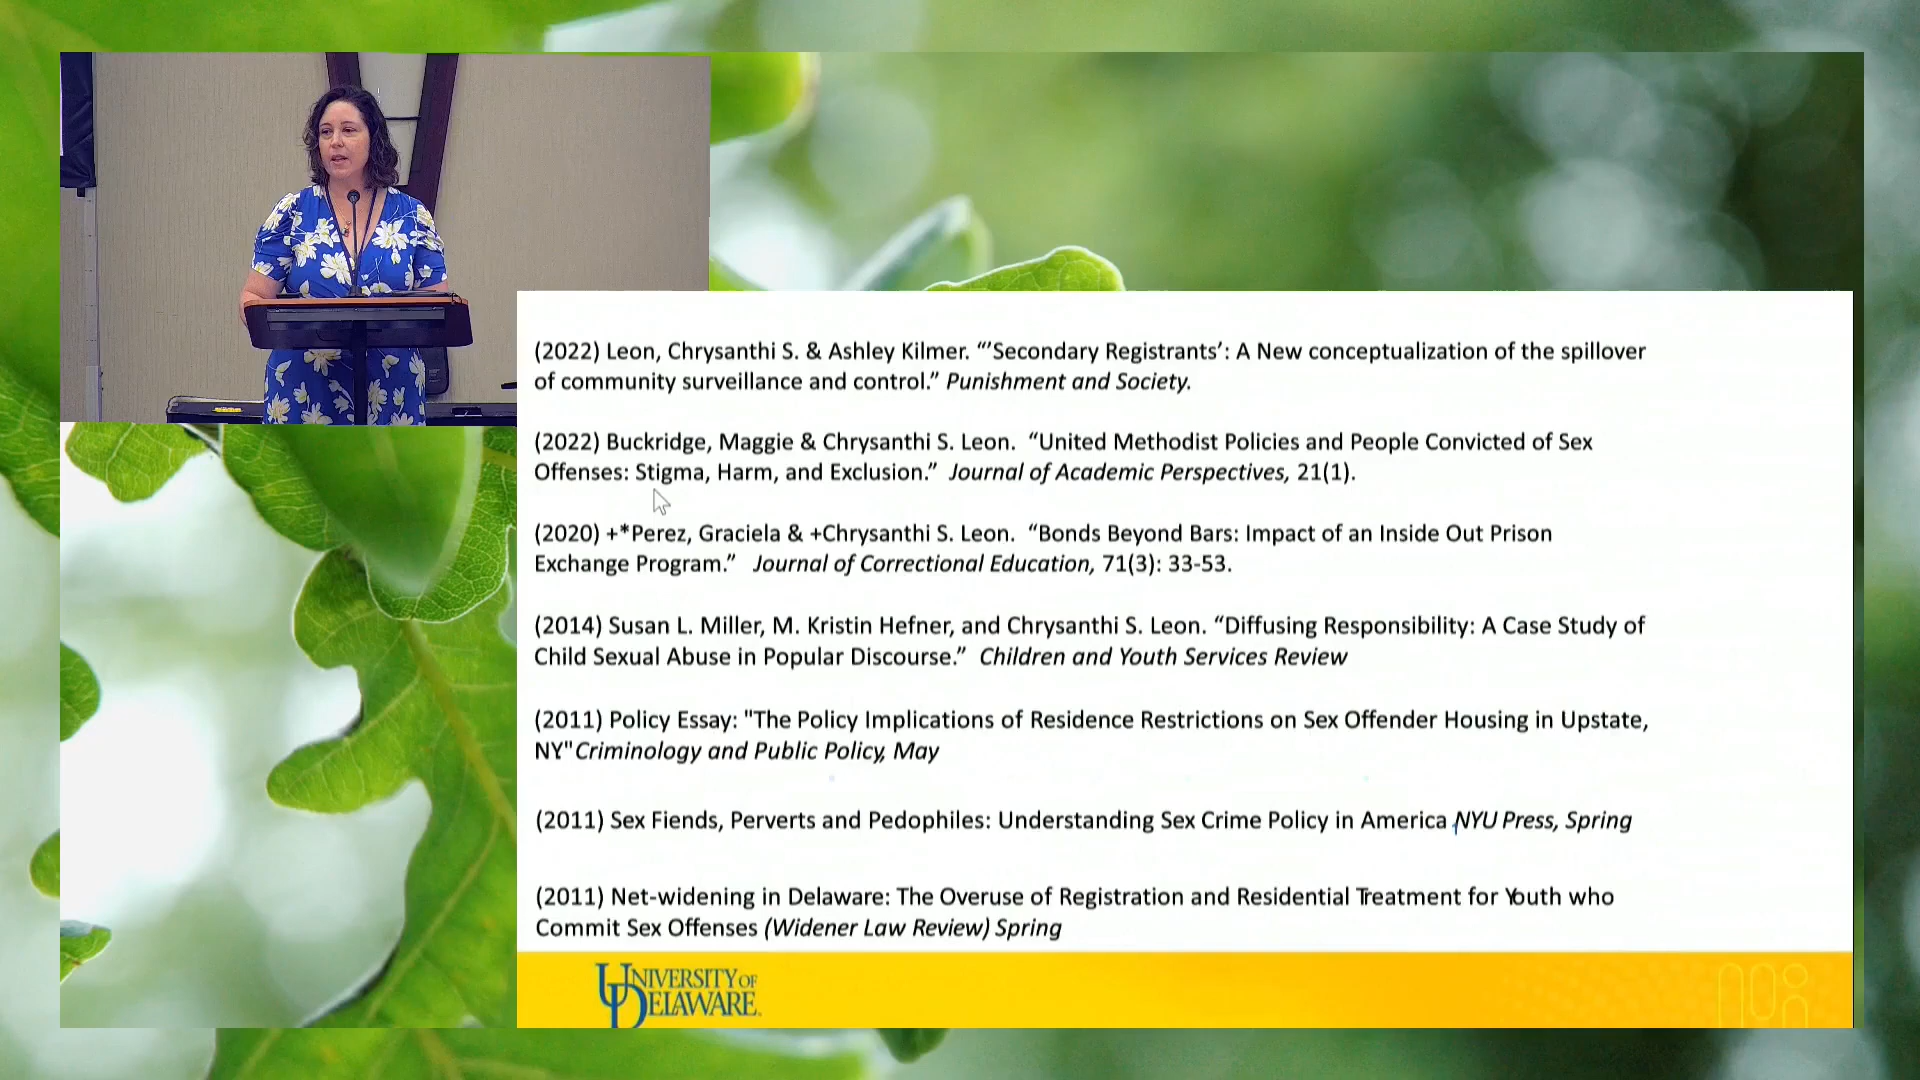 (2022) Leon, Chrysanthi S. & Ashley Kilmer. “‘Secondary Registrants’: A New conceptualization of the spillover
of community surveillance and control.” Punishment and Society.
(2022) Buckridge, Maggie & Chrysanthi S. Leon. “United Methodist Policies and People Convicted of Sex
Offenses: Stigma, Harm, and Exclusion.” Journal of Academic Perspectives, 21(1).
(2020) +*Perez, Graciela & +Chrysanthi S. Leon. “Bonds Beyond Bars: Impact of an Inside Out Prison
Exchange Program.” Journal of Correctional Education, 71(3): 33-53.
(2014) Susan L. Miller, M. Kristin Hefner, and Chrysanthi S. Leon. “Diffusing Responsibility: A Case Study of
Child Sexual Abuse in Popular Discourse.” Children and Youth Services Review
(2011) Policy Essay: "The Policy Implications of Residence Restrictions on Sex Offender Housing in Upstate,
NY." Criminology and Public Policy, May
(2011) Sex Fiends, Perverts and Pedophiles: Understanding Sex Crime Policy in America, NYU Press, Spring
(2011) Net-widening in Delaware: The Overuse of Registration and Residential Treatment for Youth who
Commit Sex Offenses (Widener Law Review) Spring
UNIVERSITY OF
DELAWARE